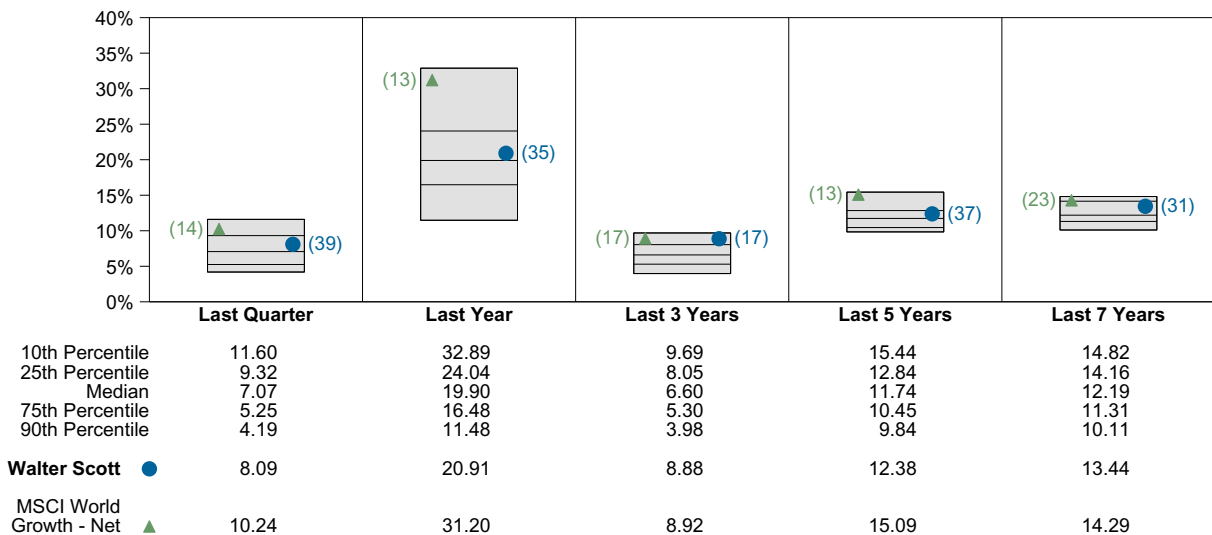 40%
35%
30%
25%
20%
15%
10%
5%
0%
(14)
(39)
(13)
(35)
(17)
(17)
(13)
(37)
(23)
(31)
Last Quarter Last Year Last 3 Years Last 5 Years Last 7 Years
10th Percentile 11.60 32.89 9.69 15.44 14.82
25th Percentile 9.32 24.04 8.05 12.84 14.16
Median 7.07 19.90 6.60 11.74 12.19
75th Percentile 5.25 16.48 5.30 10.45 11.31
90th Percentile 4.19 11.48 3.98 9.84 10.11
Walter Scott 8.09 20.91 8.88 12.38 13.44
MSCI World
Growth - Net 10.24 31.20 8.92 15.09 14.29